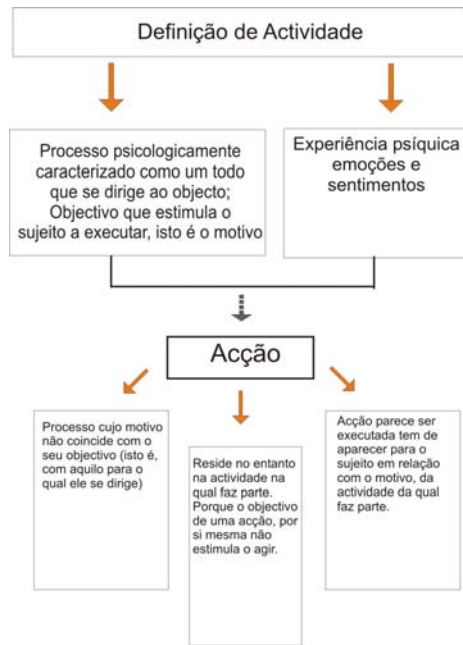 Definição de Actividade
Processo psicologicamente
caracterizado como um todo
que se dirige ao objecto;
Objectivo que estimula o
sujeito a executar, isto é o motivo
Experiência psíquica
emoções e
sentimentos
Acção
Processo cujo motivo
não coincide com o
seu objectivo (isto é,
com aquilo para o
qual ele se dirige)
Reside no entanto
na actividade na
qual faz parte.
Porque o objectivo
de uma acção, por
si mesma não
estimula o agir.
Acção parece ser
executada tem de
aparecer para o
sujeito em relação
com o motivo, da
actividade da qual
faz parte.